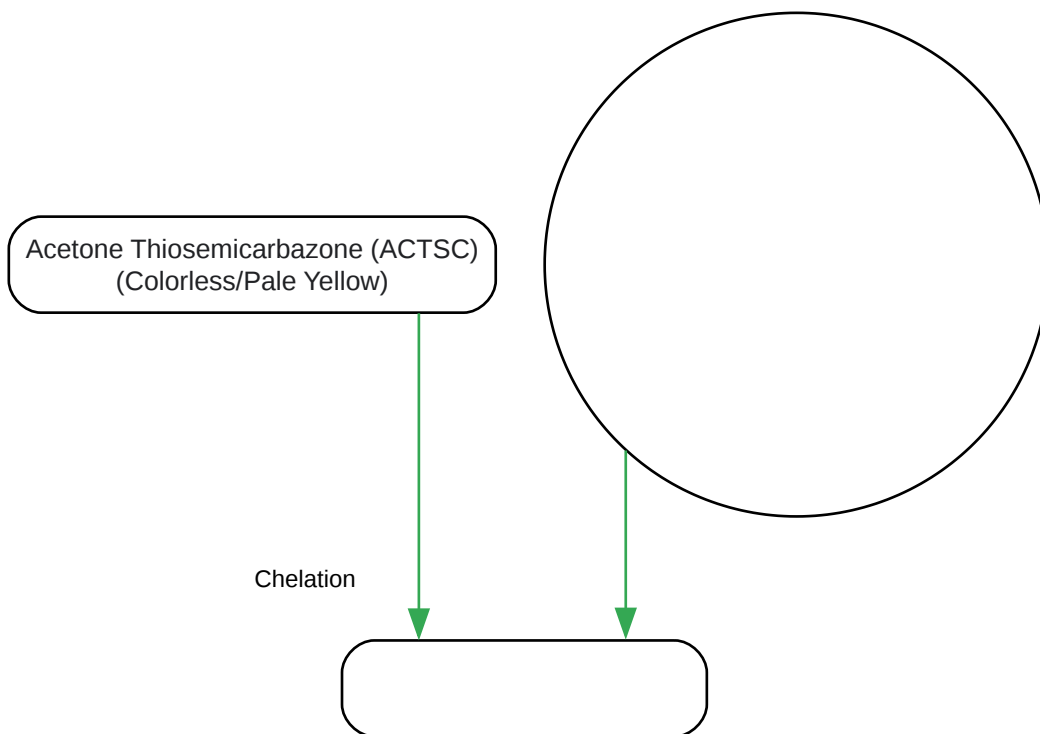 Acetone Thiosemicarbazone (ACTSC)
(Colorless/Pale Yellow)
Chelation